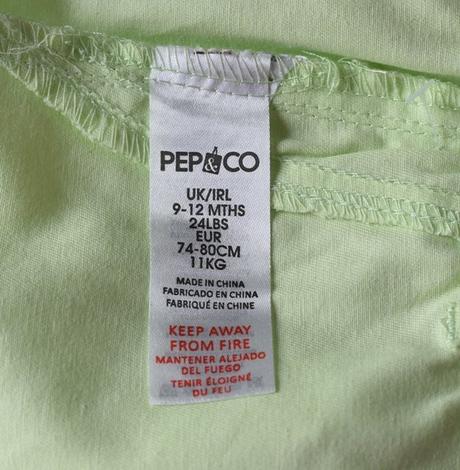 PEP&CO
UK/IRL
9-12 MTHS
24LBS
EUR
74-80CM
11KG
MADE IN CHINA
FABRICADO EN CHINA
FABRIQUÉ EN CHINE
KEEP AWAY
FROM FIRE
MANTENER ALEJADO
DEL FUEGO
TENIR ÉLOIGNÉ
DU FEU